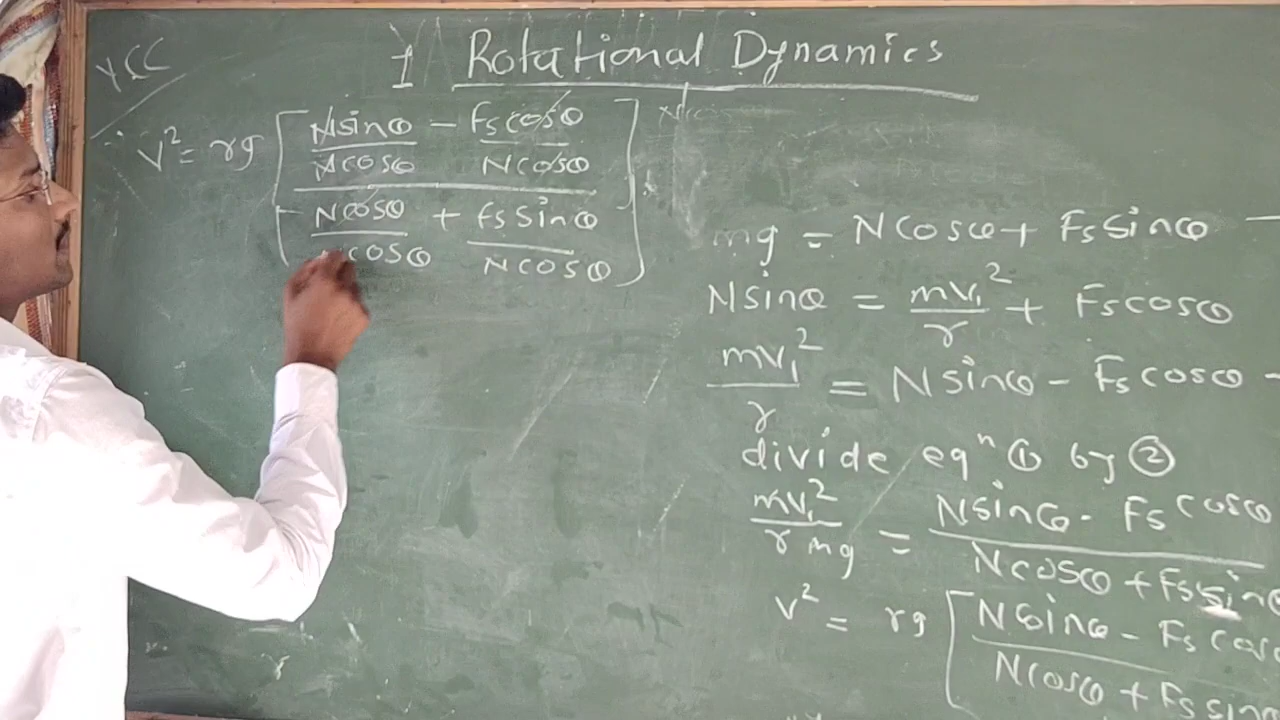 YCC
1 Rotational Dynamics
∴ V² = rg [ (Nsinθ/Ncosθ − Fscosθ/Ncosθ) / (Ncosθ/Ncosθ + Fssinθ/Ncosθ) ]
mg = Ncosθ + Fssinθ —
Nsinθ = mv₁²/r + Fscosθ
mv₁²/r = Nsinθ − Fscosθ −
divide eqⁿ ① by ②
mv₁²/rmg = Nsinθ − Fscosθ / Ncosθ + Fssinθ
v² = rg [ Nsinθ − Fscosθ / Ncosθ + Fssin